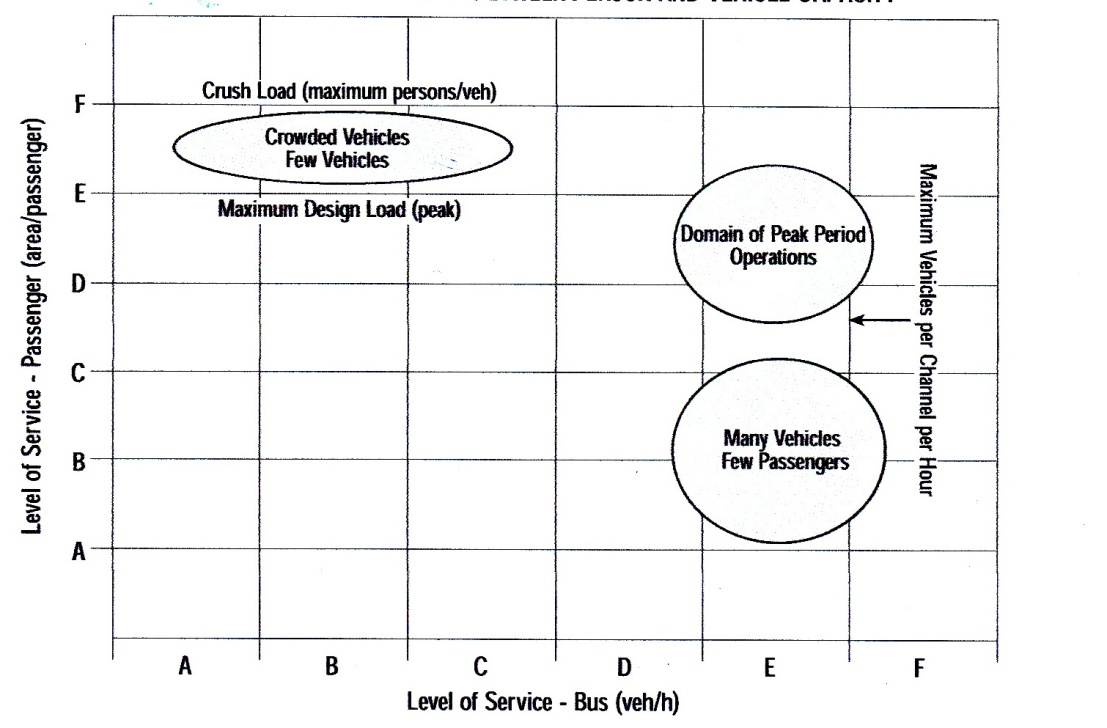 F
Crush Load (maximum persons/veh)
Crowded Vehicles
Few Vehicles
E
Maximum Design Load (peak)
Domain of Peak Period
Operations
D
C
Many Vehicles
Few Passengers
B
A
Level of Service - Passenger (area/passenger)
Maximum Vehicles per Channel per Hour
A B C D E F
Level of Service - Bus (veh/h)